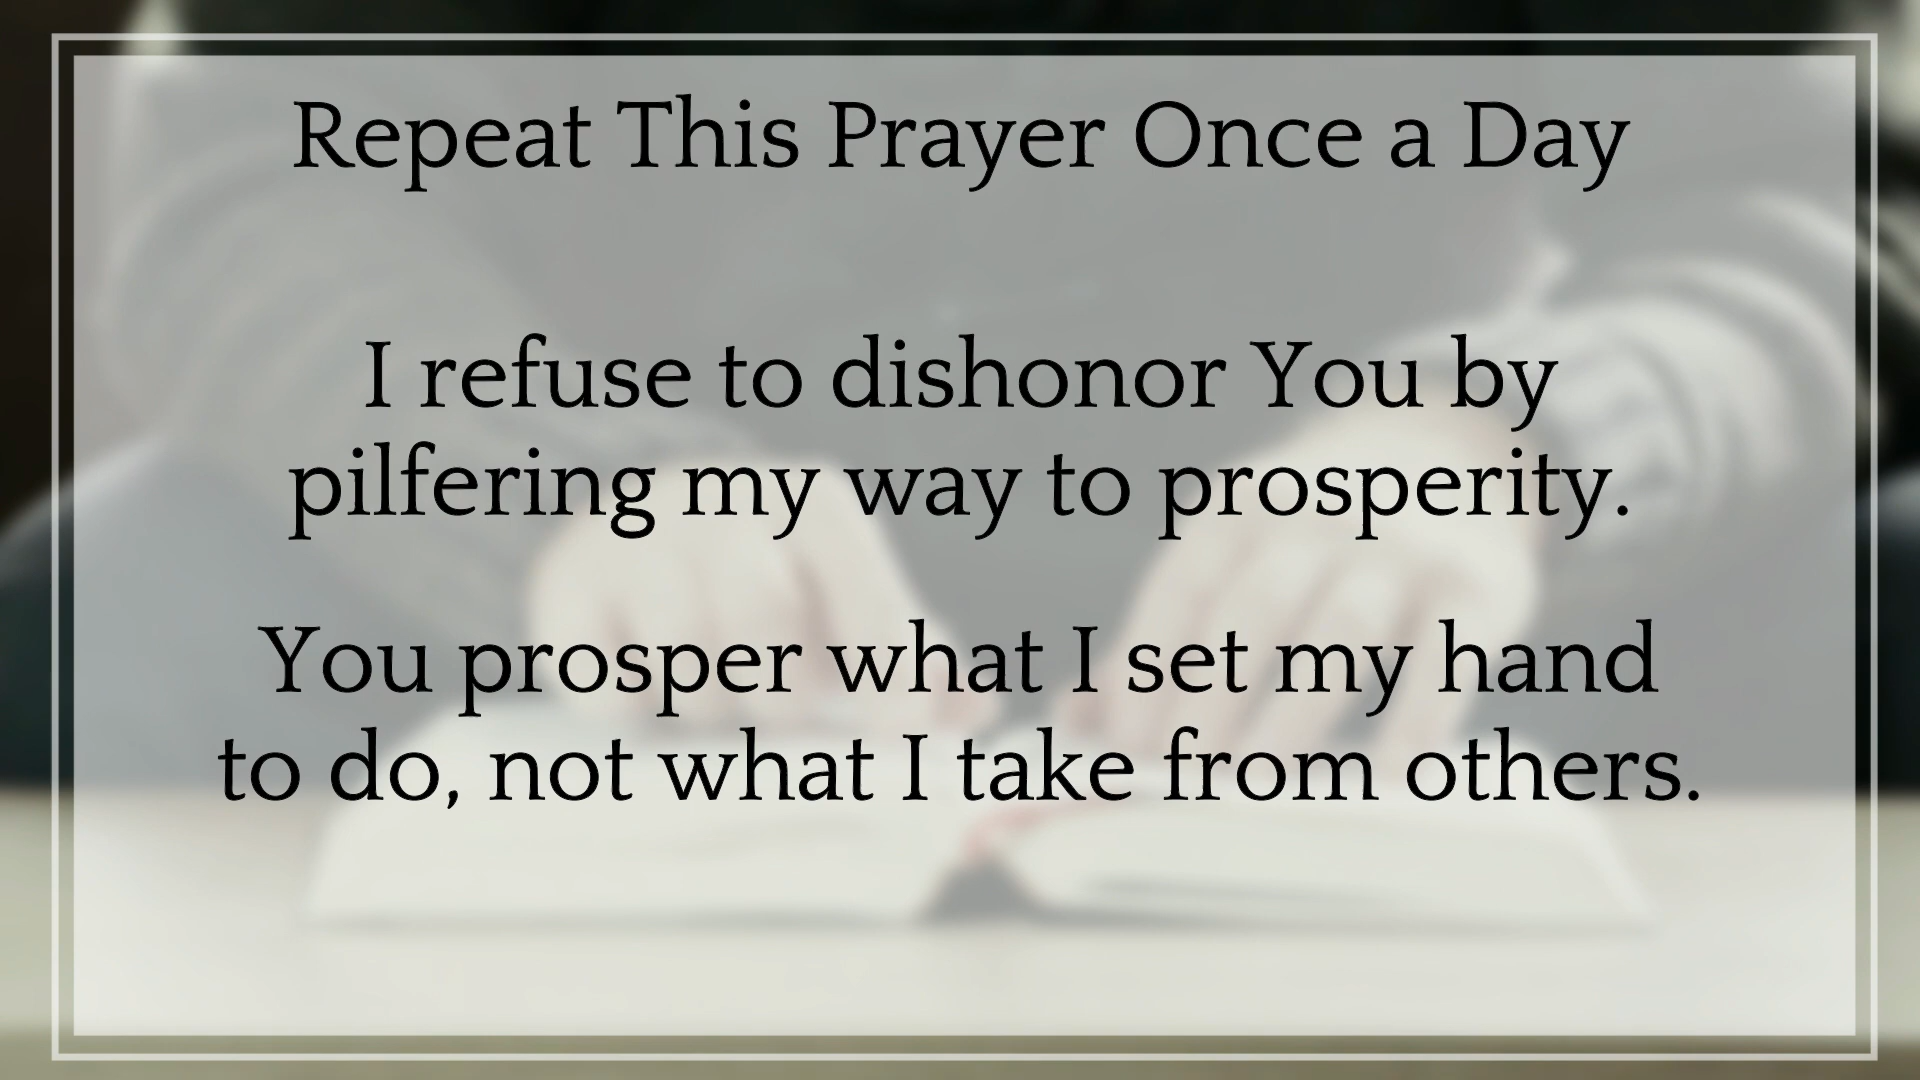 Repeat This Prayer Once a Day
I refuse to dishonor You by
pilfering my way to prosperity.
You prosper what I set my hand
to do, not what I take from others.